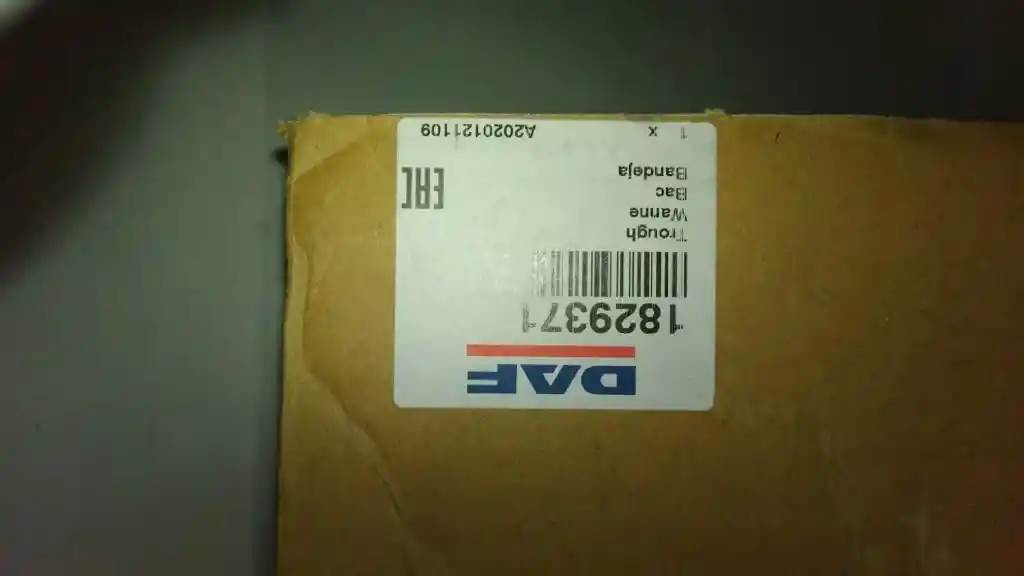 DAF
1829371
Trough
Wanne
Bac
Bandeja
EAC
1 x A2020121109